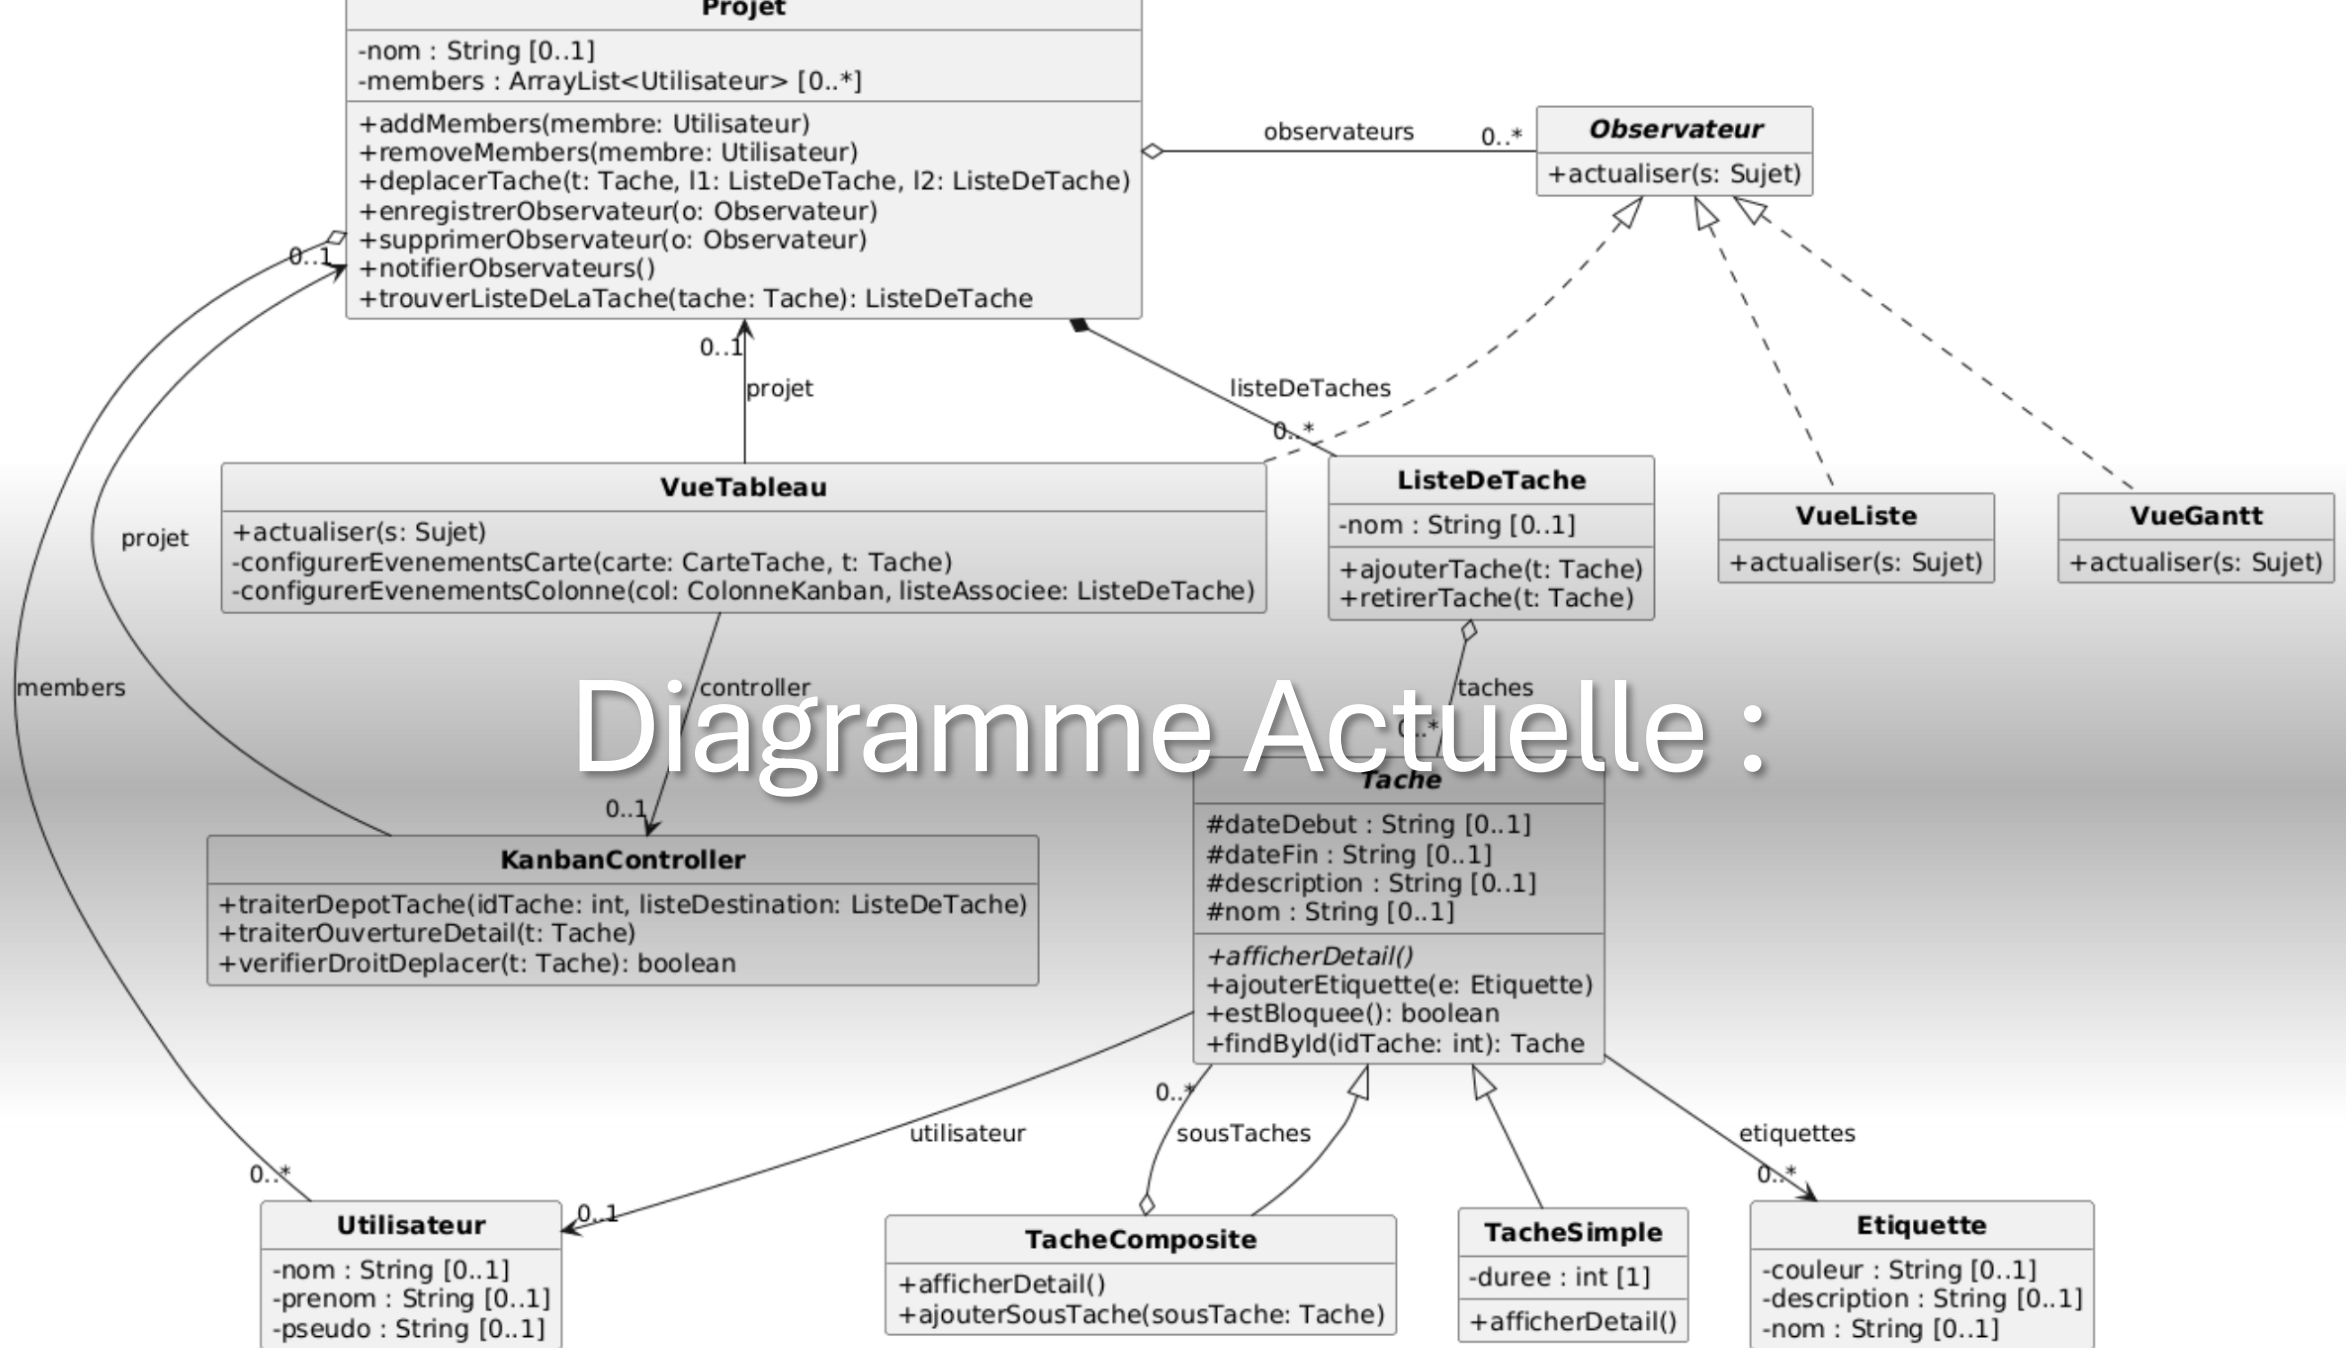 Projet
-nom : String [0..1]
-members : ArrayList<Utilisateur> [0..*]
+addMembers(membre: Utilisateur)
+removeMembers(membre: Utilisateur)
+deplacerTache(t: Tache, l1: ListeDeTache, l2: ListeDeTache)
+enregistrerObservateur(o: Observateur)
+supprimerObservateur(o: Observateur)
+notifierObservateurs()
+trouverListeDeLaTache(tache: Tache): ListeDeTache
observateurs
0..*
Observateur
+actualiser(s: Sujet)
0..1
0..1
projet
listeDeTaches
0..*
VueTableau
+actualiser(s: Sujet)
-configurerEvenementsCarte(carte: CarteTache, t: Tache)
-configurerEvenementsColonne(col: ColonneKanban, listeAssociee: ListeDeTache)
ListeDeTache
-nom : String [0..1]
+ajouterTache(t: Tache)
+retirerTache(t: Tache)
VueListe
+actualiser(s: Sujet)
VueGantt
+actualiser(s: Sujet)
projet
members
controller
taches
0..*
Diagramme Actuelle :
0..1
KanbanController
+traiterDepotTache(idTache: int, listeDestination: ListeDeTache)
+traiterOuvertureDetail(t: Tache)
+verifierDroitDeplacer(t: Tache): boolean
Tache
#dateDebut : String [0..1]
#dateFin : String [0..1]
#description : String [0..1]
#nom : String [0..1]
+afficherDetail()
+ajouterEtiquette(e: Etiquette)
+estBloquee(): boolean
+findById(idTache: int): Tache
0..*
utilisateur
sousTaches
etiquettes
0..*
0..*
0..1
Utilisateur
-nom : String [0..1]
-prenom : String [0..1]
-pseudo : String [0..1]
TacheComposite
+afficherDetail()
+ajouterSousTache(sousTache: Tache)
TacheSimple
-duree : int [1]
+afficherDetail()
Etiquette
-couleur : String [0..1]
-description : String [0..1]
-nom : String [0..1]